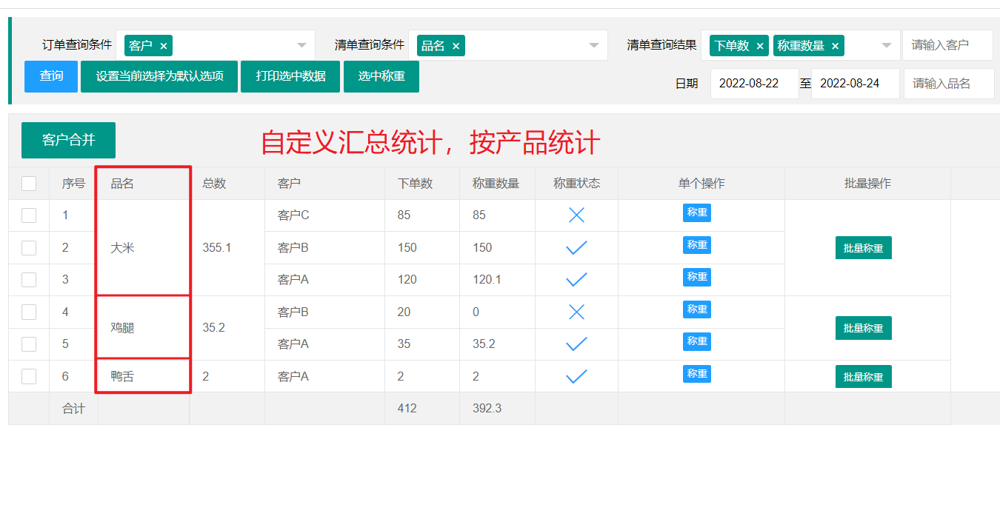 订单查询条件 客户 × 清单查询条件 品名 × 清单查询结果 下单数 × 称重数量 × 请输入客户
查询 设置当前选择为默认选项 打印选中数据 选中称重 日期 2022-08-22 至 2022-08-24 请输入品名
客户合并 自定义汇总统计，按产品统计
序号 品名 总数 客户 下单数 称重数量 称重状态 单个操作 批量操作
1 客户C 85 85 称重
2 大米 355.1 客户B 150 150 称重 批量称重
3 客户A 120 120.1 称重
4 客户B 20 0 称重
鸡腿 35.2 批量称重
5 客户A 35 35.2 称重
6 鸭舌 2 客户A 2 2 称重 批量称重
合计 412 392.3